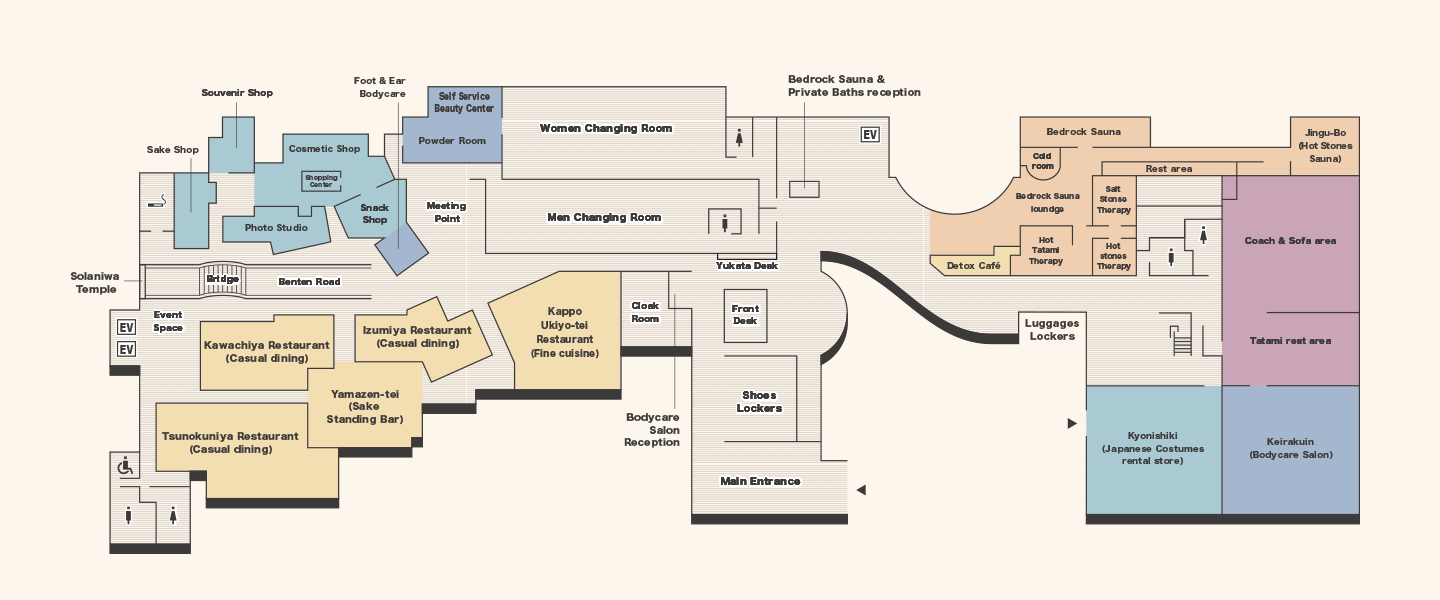 Foot & Ear
Bodycare
Souvenir Shop
Self Service
Beauty Center
Bedrock Sauna &
Private Baths reception
Sake Shop
Cosmetic Shop
Shopping
Center
Powder Room
Women Changing Room
EV
Bedrock Sauna
Jingu-Bo
(Hot Stones
Sauna)
Cold
room
Rest area
Snack
Shop
Photo Studio
Meeting
Point
Men Changing Room
Bedrock Sauna
loundge
Salt
Stonse
Therapy
Hot
Tatami
Therapy
Hot
stones
Therapy
Coach & Sofa area
Yukata Desk
Detox Café
Solaniwa
Temple
Bridge
Benten Road
Event
Space
EV
EV
Kawachiya Restaurant
(Casual dining)
Izumiya Restaurant
(Casual dining)
Kappo
Ukiyo-tei
Restaurant
(Fine cuisine)
Cloak
Room
Front
Desk
Luggages
Lockers
Tatami rest area
Yamazen-tei
(Sake
Standing Bar)
Tsunokuniya Restaurant
(Casual dining)
Bodycare
Salon
Reception
Shoes
Lockers
Main Entrance
Kyonishiki
(Japanese Costumes
rental store)
Keirakuin
(Bodycare Salon)